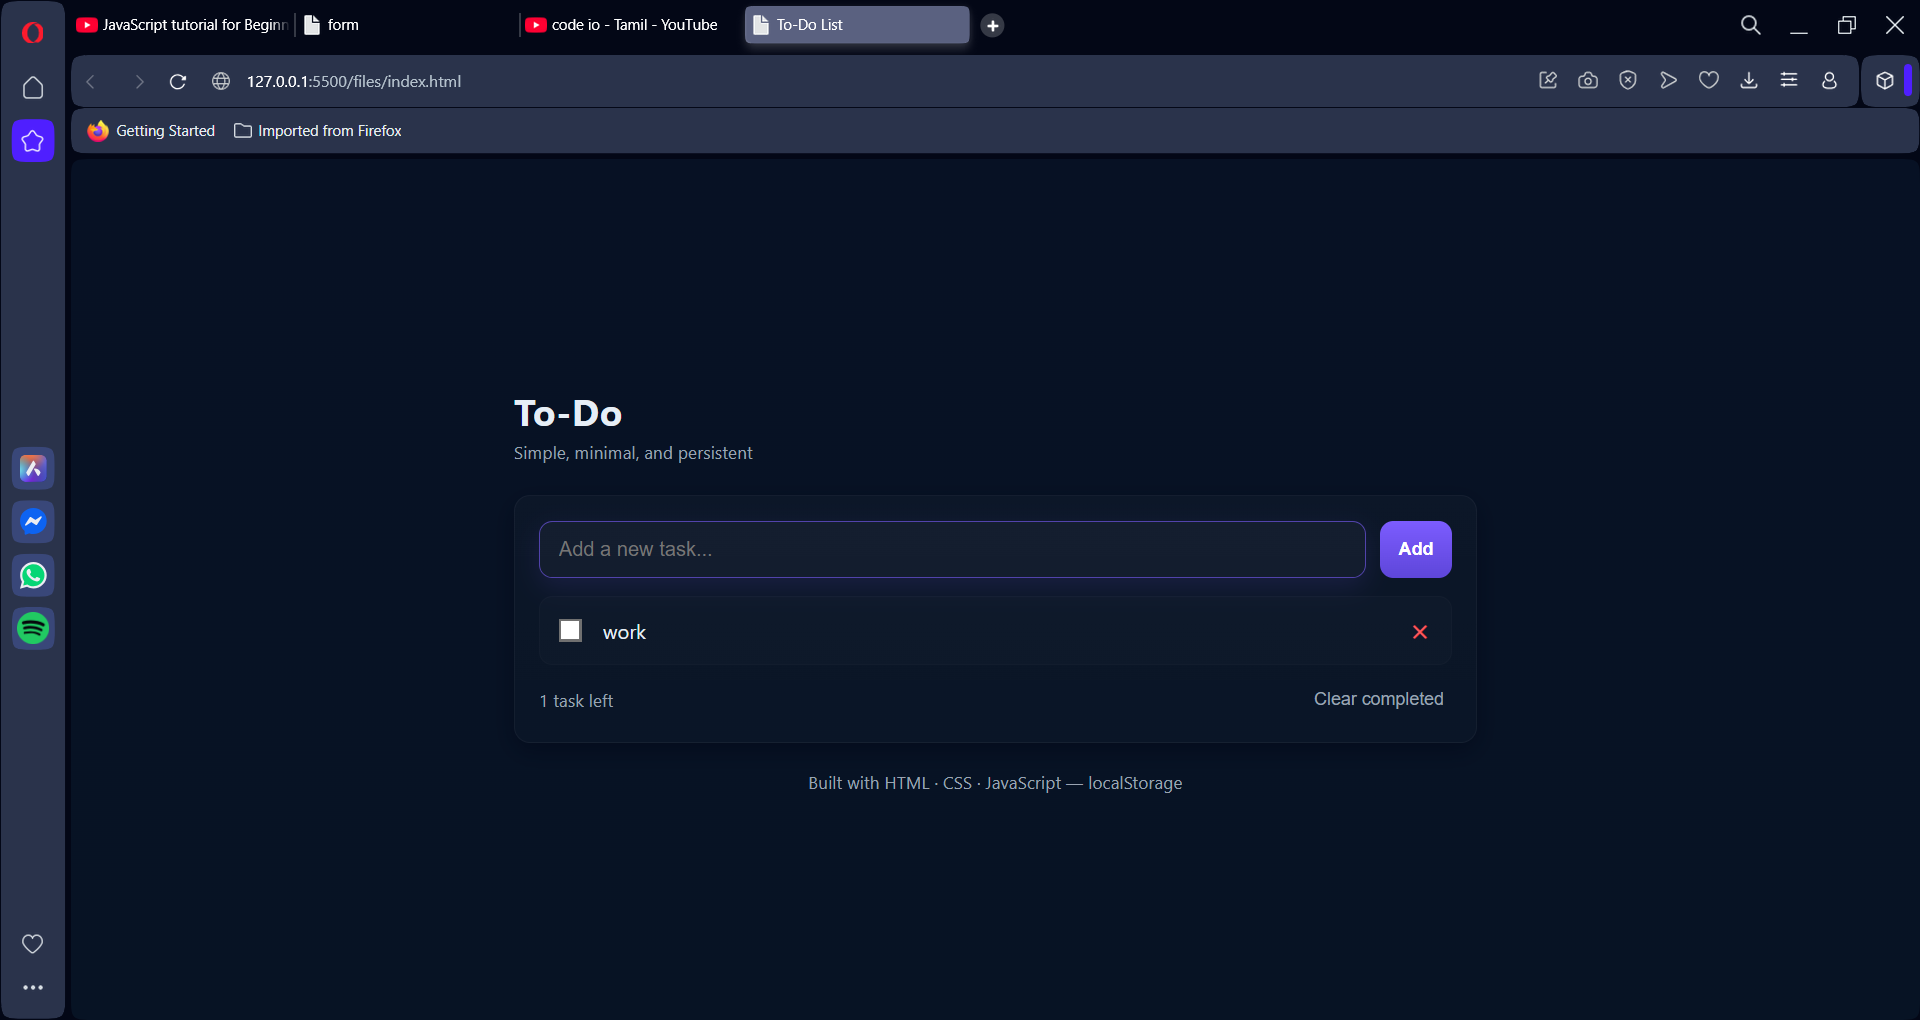 JavaScript tutorial for Beginn
form
code io - Tamil - YouTube
To-Do List
127.0.0.1:5500/files/index.html
Getting Started
Imported from Firefox
To-Do
Simple, minimal, and persistent
Add a new task...
Add
work
1 task left
Clear completed
Built with HTML · CSS · JavaScript — localStorage